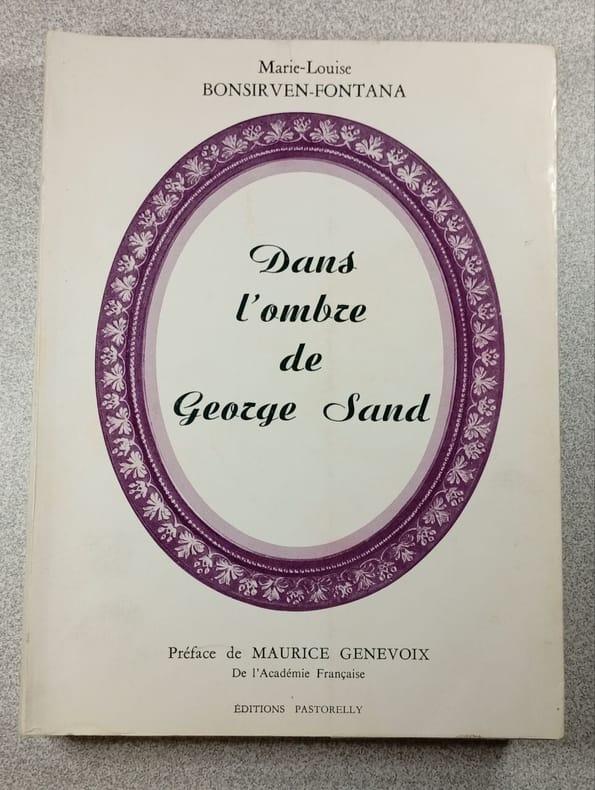 Marie-Louise
BONSIRVEN-FONTANA
Dans
l'ombre
de
George Sand
Préface de MAURICE GENEVOIX
De l'Académie Française
ÉDITIONS PASTORELLY